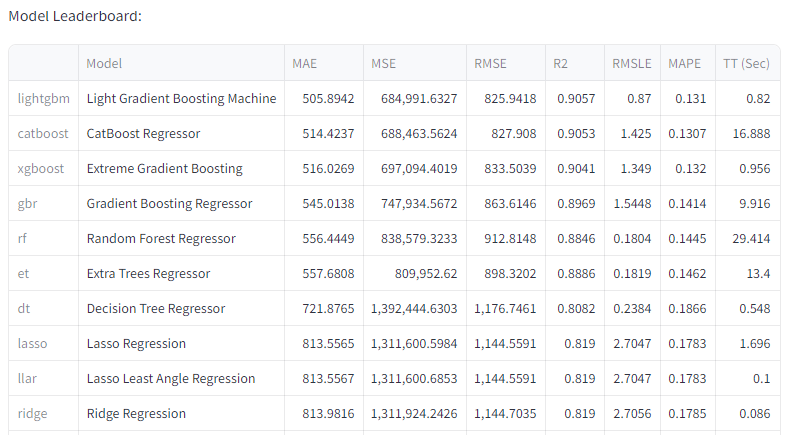 Model Leaderboard:
Model MAE MSE RMSE R2 RMSLE MAPE TT (Sec)
lightgbm Light Gradient Boosting Machine 505.8942 684,991.6327 825.9418 0.9057 0.87 0.131 0.82
catboost CatBoost Regressor 514.4237 688,463.5624 827.908 0.9053 1.425 0.1307 16.888
xgboost Extreme Gradient Boosting 516.0269 697,094.4019 833.5039 0.9041 1.349 0.132 0.956
gbr Gradient Boosting Regressor 545.0138 747,934.5672 863.6146 0.8969 1.5448 0.1414 9.916
rf Random Forest Regressor 556.4449 838,579.3233 912.8148 0.8846 0.1804 0.1445 29.414
et Extra Trees Regressor 557.6808 809,952.62 898.3202 0.8886 0.1819 0.1462 13.4
dt Decision Tree Regressor 721.8765 1,392,444.6303 1,176.7461 0.8082 0.2384 0.1866 0.548
lasso Lasso Regression 813.5565 1,311,600.5984 1,144.5591 0.819 2.7047 0.1783 1.696
llar Lasso Least Angle Regression 813.5567 1,311,600.6853 1,144.5591 0.819 2.7047 0.1783 0.1
ridge Ridge Regression 813.9816 1,311,924.2426 1,144.7035 0.819 2.7056 0.1785 0.086